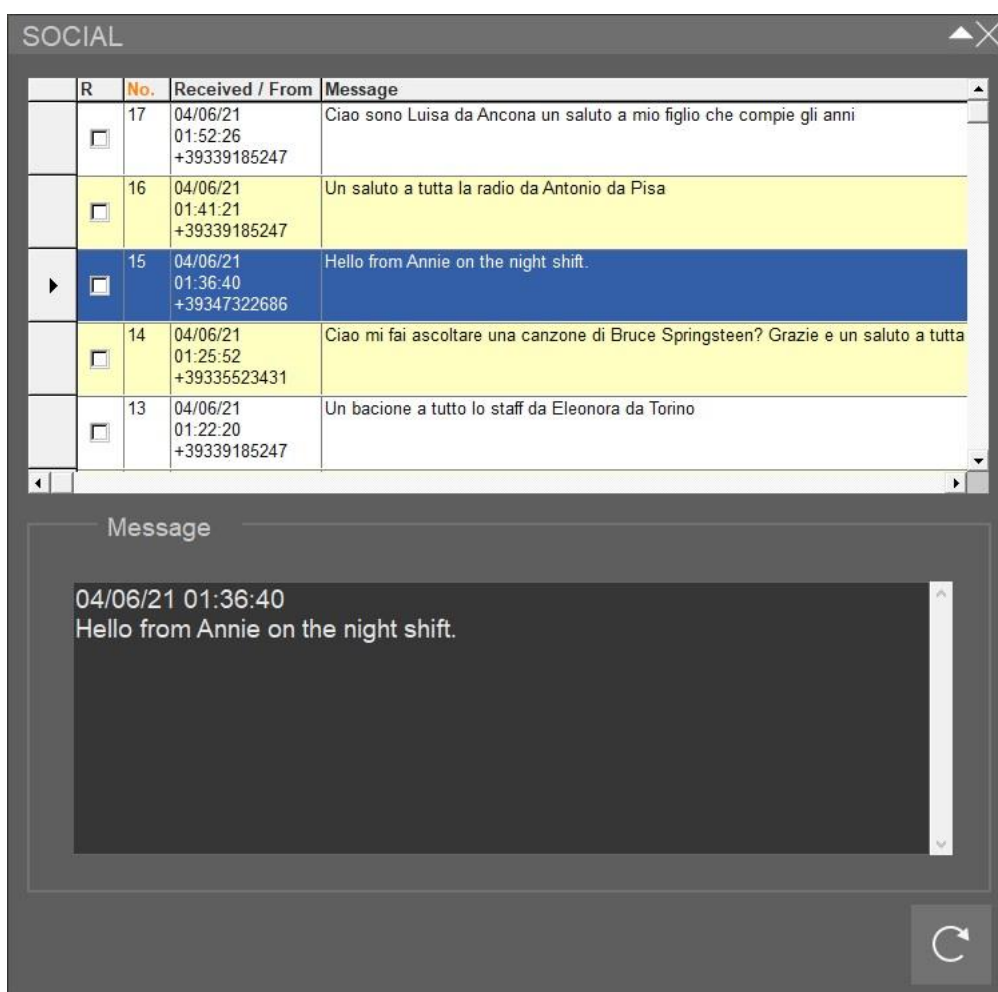 SOCIAL
R No. Received / From Message
17 04/06/21 Ciao sono Luisa da Ancona un saluto a mio figlio che compie gli anni
01:52:26
+39339185247
16 04/06/21 Un saluto a tutta la radio da Antonio da Pisa
01:41:21
+39339185247
15 04/06/21 Hello from Annie on the night shift.
01:36:40
+39347322686
14 04/06/21 Ciao mi fai ascoltare una canzone di Bruce Springsteen? Grazie e un saluto a tutta
01:25:52
+39335523431
13 04/06/21 Un bacione a tutto lo staff da Eleonora da Torino
01:22:20
+39339185247
Message
04/06/21 01:36:40
Hello from Annie on the night shift.